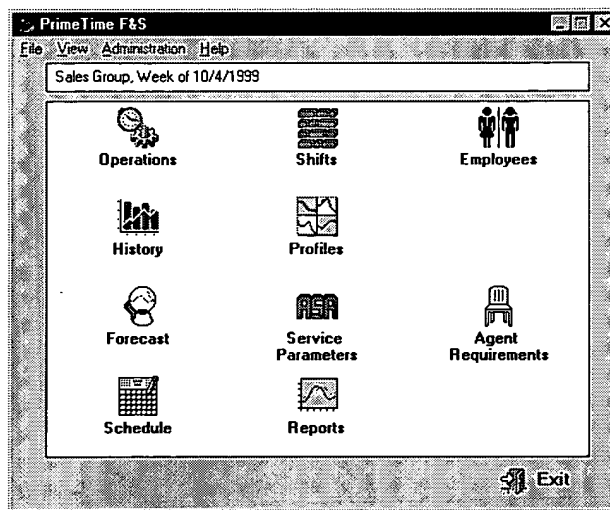 PrimeTime F&S
File View Administration Help
Sales Group, Week of 10/4/1999
Operations Shifts Employees
History Profiles
Forecast
ASA
Service Parameters
Agent Requirements
Schedule Reports
Exit